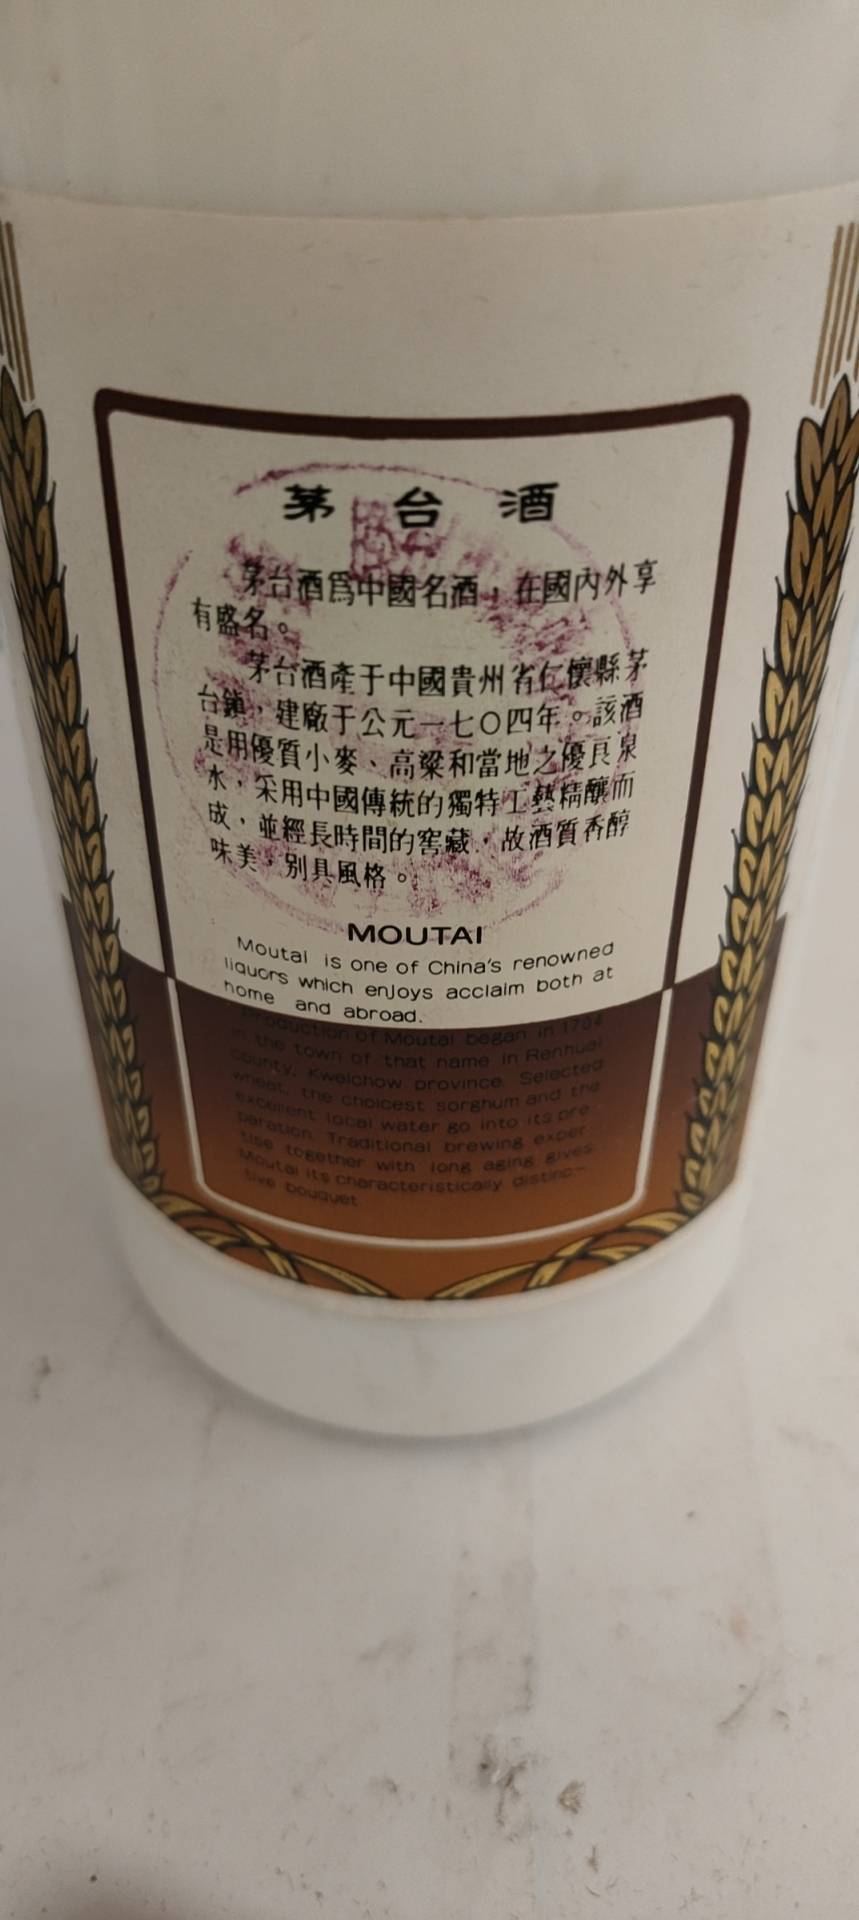 茅台酒
茅台酒爲中國名酒，在國內外享
有盛名。
茅台酒產于中國貴州省仁懷縣茅
台鎮，建廠于公元一七〇四年。該酒
是用優質小麥、高粱和當地之優良泉
水，采用中國傳統的獨特工藝精釀而
成，並經長時間的窖藏，故酒質香醇
味美，别具風格。
MOUTAI
Moutai is one of China's renowned
liquors which enjoys acclaim both at
home and abroad.
Production of Moutai began in 1704
in the town of that name in Renhuai
county, Kweichow province. Selected
wheat, the choicest sorghum and the
excellent local water go into its pre-
paration. Traditional brewing exper-
tise together with long aging gives
Moutai its characteristically distinc-
tive bouquet